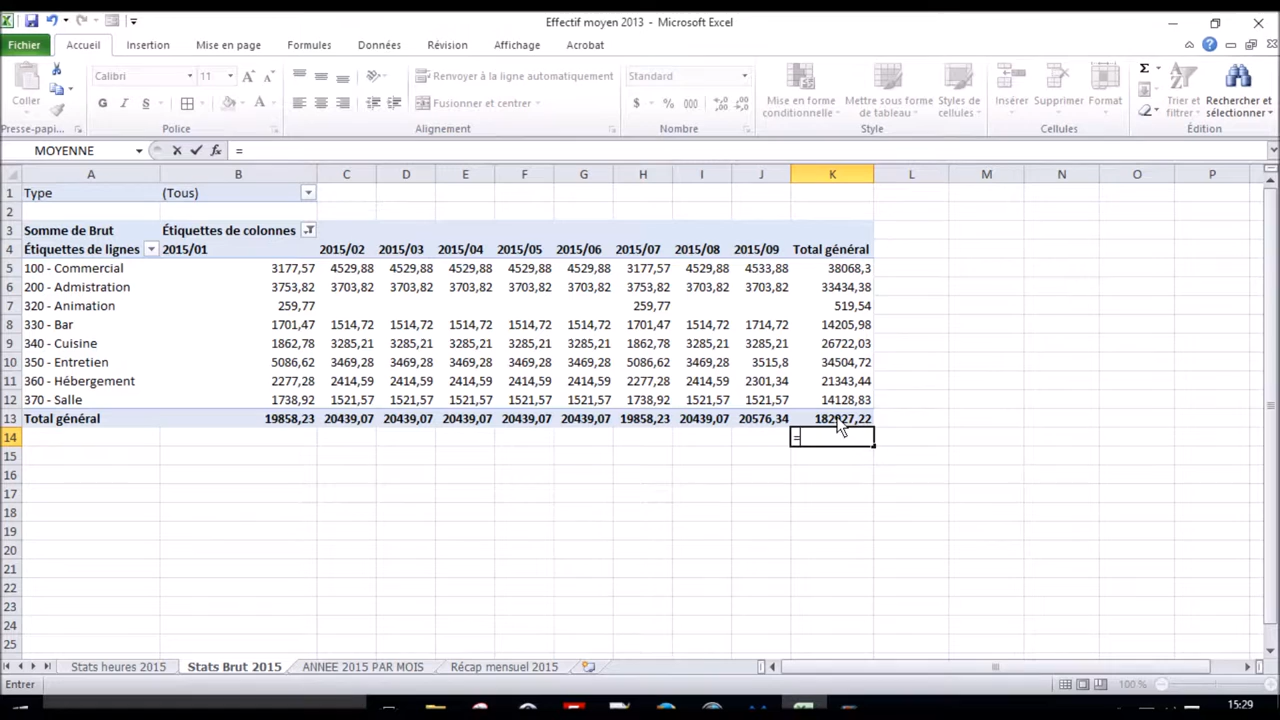 Effectif moyen 2013 - Microsoft Excel
Fichier Accueil Insertion Mise en page Formules Données Révision Affichage Acrobat
Calibri 11 Renvoyer à la ligne automatiquement Standard
Coller G I S Fusionner et centrer $ % 000 Mise en forme conditionnelle Mettre sous forme de tableau Styles de cellules Insérer Supprimer Format Trier et filtrer Rechercher et sélectionner
Presse-papi... Police Alignement Nombre Style Cellules Édition
MOYENNE =
A B C D E F G H I J K L M N O P
1 Type (Tous)
2
3 Somme de Brut Étiquettes de colonnes
4 Étiquettes de lignes 2015/01 2015/02 2015/03 2015/04 2015/05 2015/06 2015/07 2015/08 2015/09 Total général
5 100 - Commercial 3177,57 4529,88 4529,88 4529,88 4529,88 4529,88 3177,57 4529,88 4533,88 38068,3
6 200 - Admistration 3753,82 3703,82 3703,82 3703,82 3703,82 3703,82 3753,82 3703,82 3703,82 33434,38
7 320 - Animation 259,77 259,77 519,54
8 330 - Bar 1701,47 1514,72 1514,72 1514,72 1514,72 1514,72 1701,47 1514,72 1714,72 14205,98
9 340 - Cuisine 1862,78 3285,21 3285,21 3285,21 3285,21 3285,21 1862,78 3285,21 3285,21 26722,03
10 350 - Entretien 5086,62 3469,28 3469,28 3469,28 3469,28 3469,28 5086,62 3469,28 3515,8 34504,72
11 360 - Hébergement 2277,28 2414,59 2414,59 2414,59 2414,59 2414,59 2277,28 2414,59 2301,34 21343,44
12 370 - Salle 1738,92 1521,57 1521,57 1521,57 1521,57 1521,57 1738,92 1521,57 1521,57 14128,83
13 Total général 19858,23 20439,07 20439,07 20439,07 20439,07 20439,07 19858,23 20439,07 20576,34
14 =
15
16
17
18
19
20
21
22
23
24
25
Stats heures 2015 Stats Brut 2015 ANNEE 2015 PAR MOIS Récap mensuel 2015
Entrer 100 %
15:29